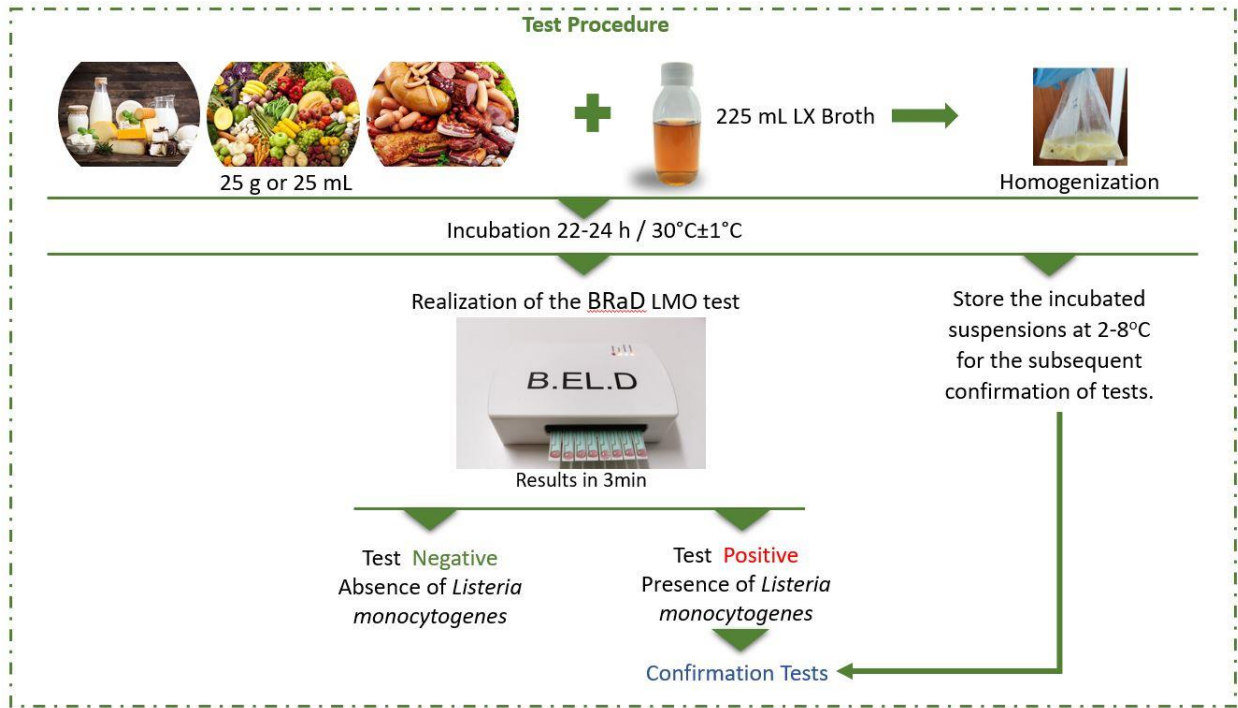 Test Procedure
225 mL LX Broth
25 g or 25 mL
Homogenization
Incubation 22-24 h / 30°C±1°C
Realization of the BRaD LMO test
B.EL.D
Results in 3min
Store the incubated
suspensions at 2-8°C
for the subsequent
confirmation of tests.
Test Negative
Absence of Listeria
monocytogenes
Test Positive
Presence of Listeria
monocytogenes
Confirmation Tests